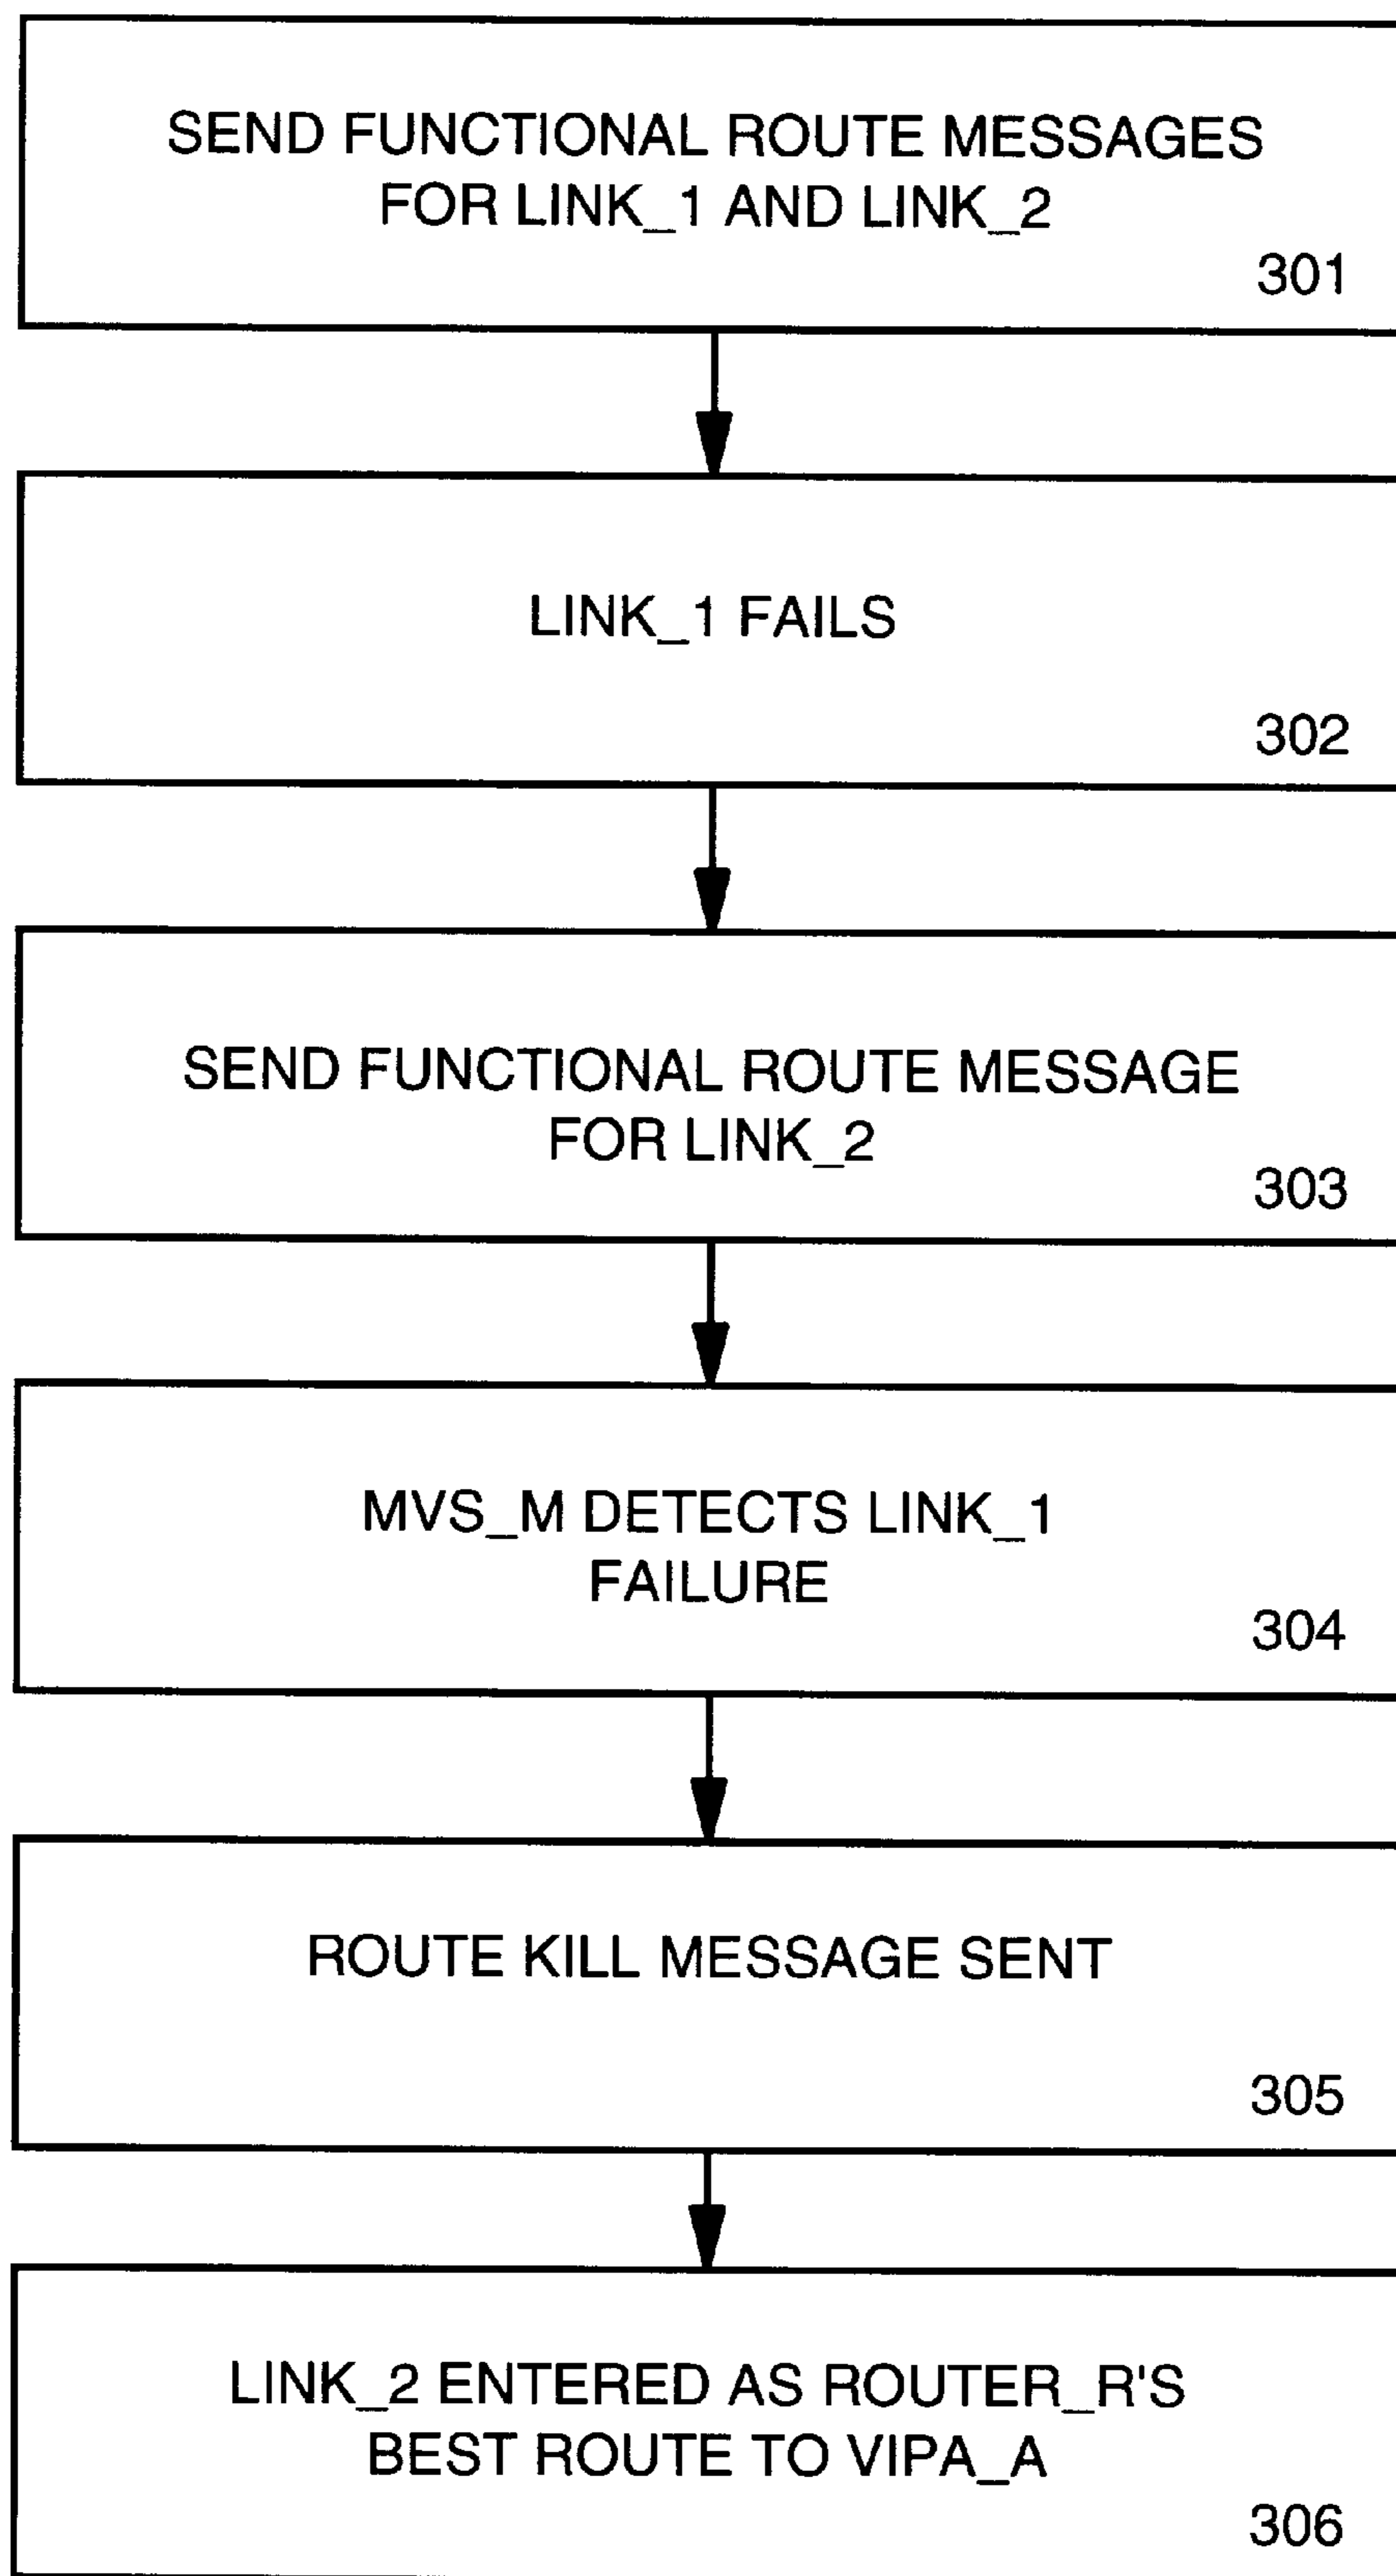 SEND FUNCTIONAL ROUTE MESSAGES
FOR LINK_1 AND LINK_2
301
LINK_1 FAILS
302
SEND FUNCTIONAL ROUTE MESSAGE
FOR LINK_2
303
MVS_M DETECTS LINK_1
FAILURE
304
ROUTE KILL MESSAGE SENT
305
LINK_2 ENTERED AS ROUTER_R'S
BEST ROUTE TO VIPA_A
306